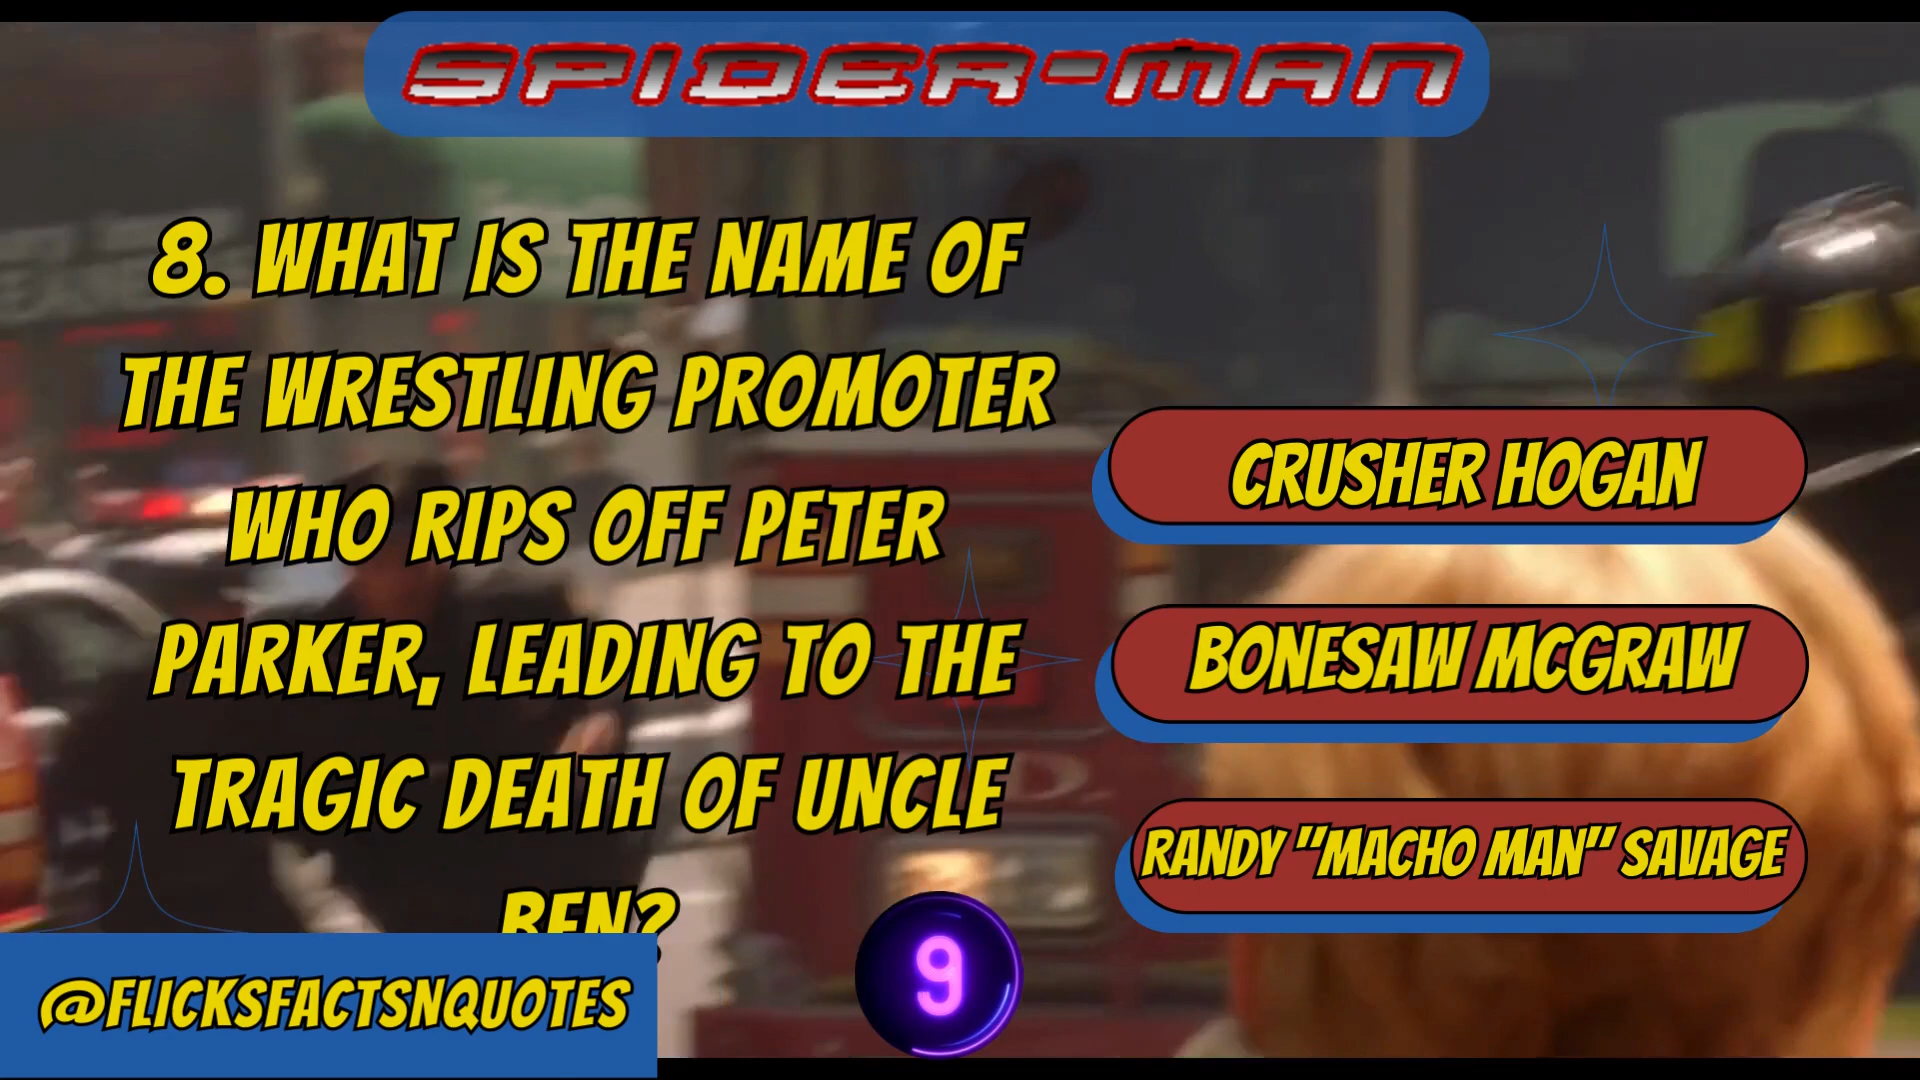 SPIDER-MAN
8. WHAT IS THE NAME OF
THE WRESTLING PROMOTER
WHO RIPS OFF PETER
PARKER, LEADING TO THE
TRAGIC DEATH OF UNCLE
BEN?
CRUSHER HOGAN
BONESAW MCGRAW
RANDY "MACHO MAN" SAVAGE
9
@FLICKSFACTSNQUOTES